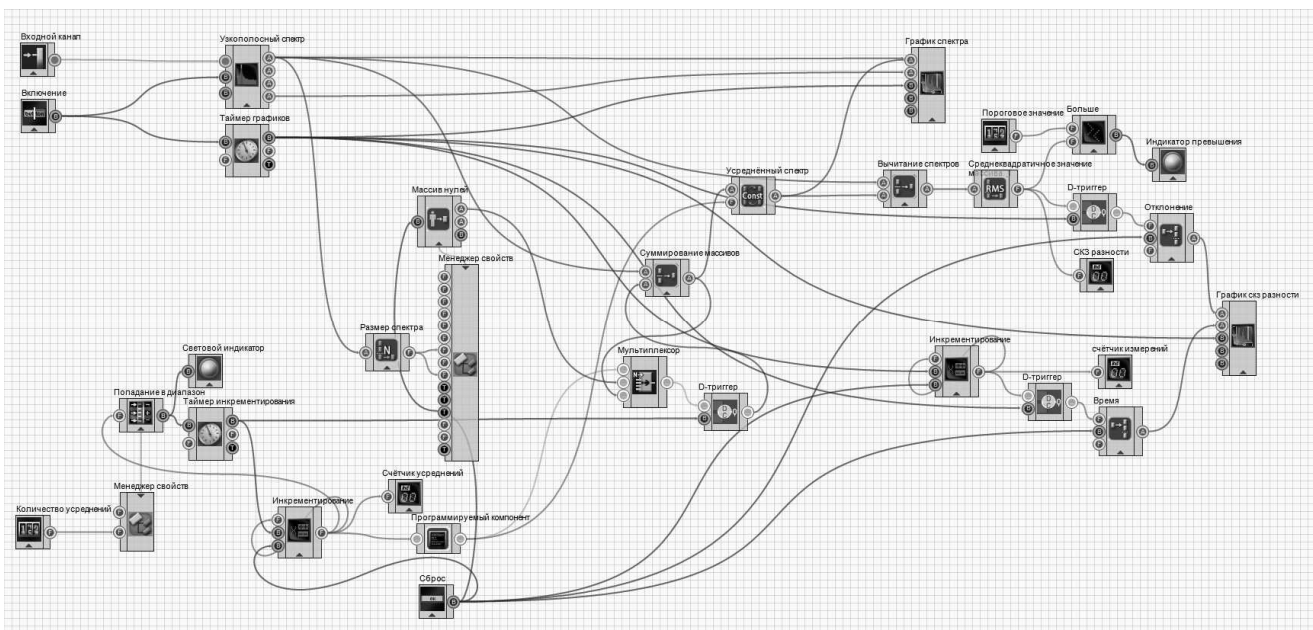 Входной канал
Узкополосный спектр
График спектра
Включение
Таймер графиков
Пороговое значение
Больше
Индикатор превышения
Усреднённый спектр
Const
Вычитание спектров
Среднеквадратичное значение массива
RMS
D-триггер
Массив нулей
Отклонение
СКЗ разности
Менеджер свойств
Суммирование массивов
График скз разности
Размер спектра
N
Световой индикатор
Мультиплексор
Инкрементирование
счётчик измерений
D-триггер
D-триггер
Попадание в диапазон
Таймер инкрементирования
Время
Счётчик усреднений
Менеджер свойств
Количество усреднений
Инкрементирование
Программируемый компонент
Сброс